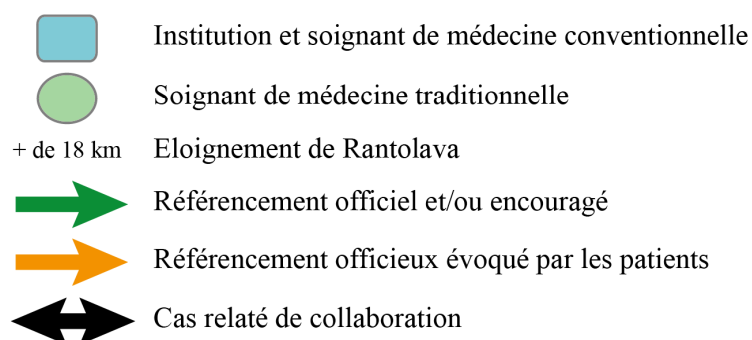 Institution et soignant de médecine conventionnelle
Soignant de médecine traditionnelle
+ de 18 km Eloignement de Rantolava
Référencement officiel et/ou encouragé
Référencement officieux évoqué par les patients
Cas relaté de collaboration